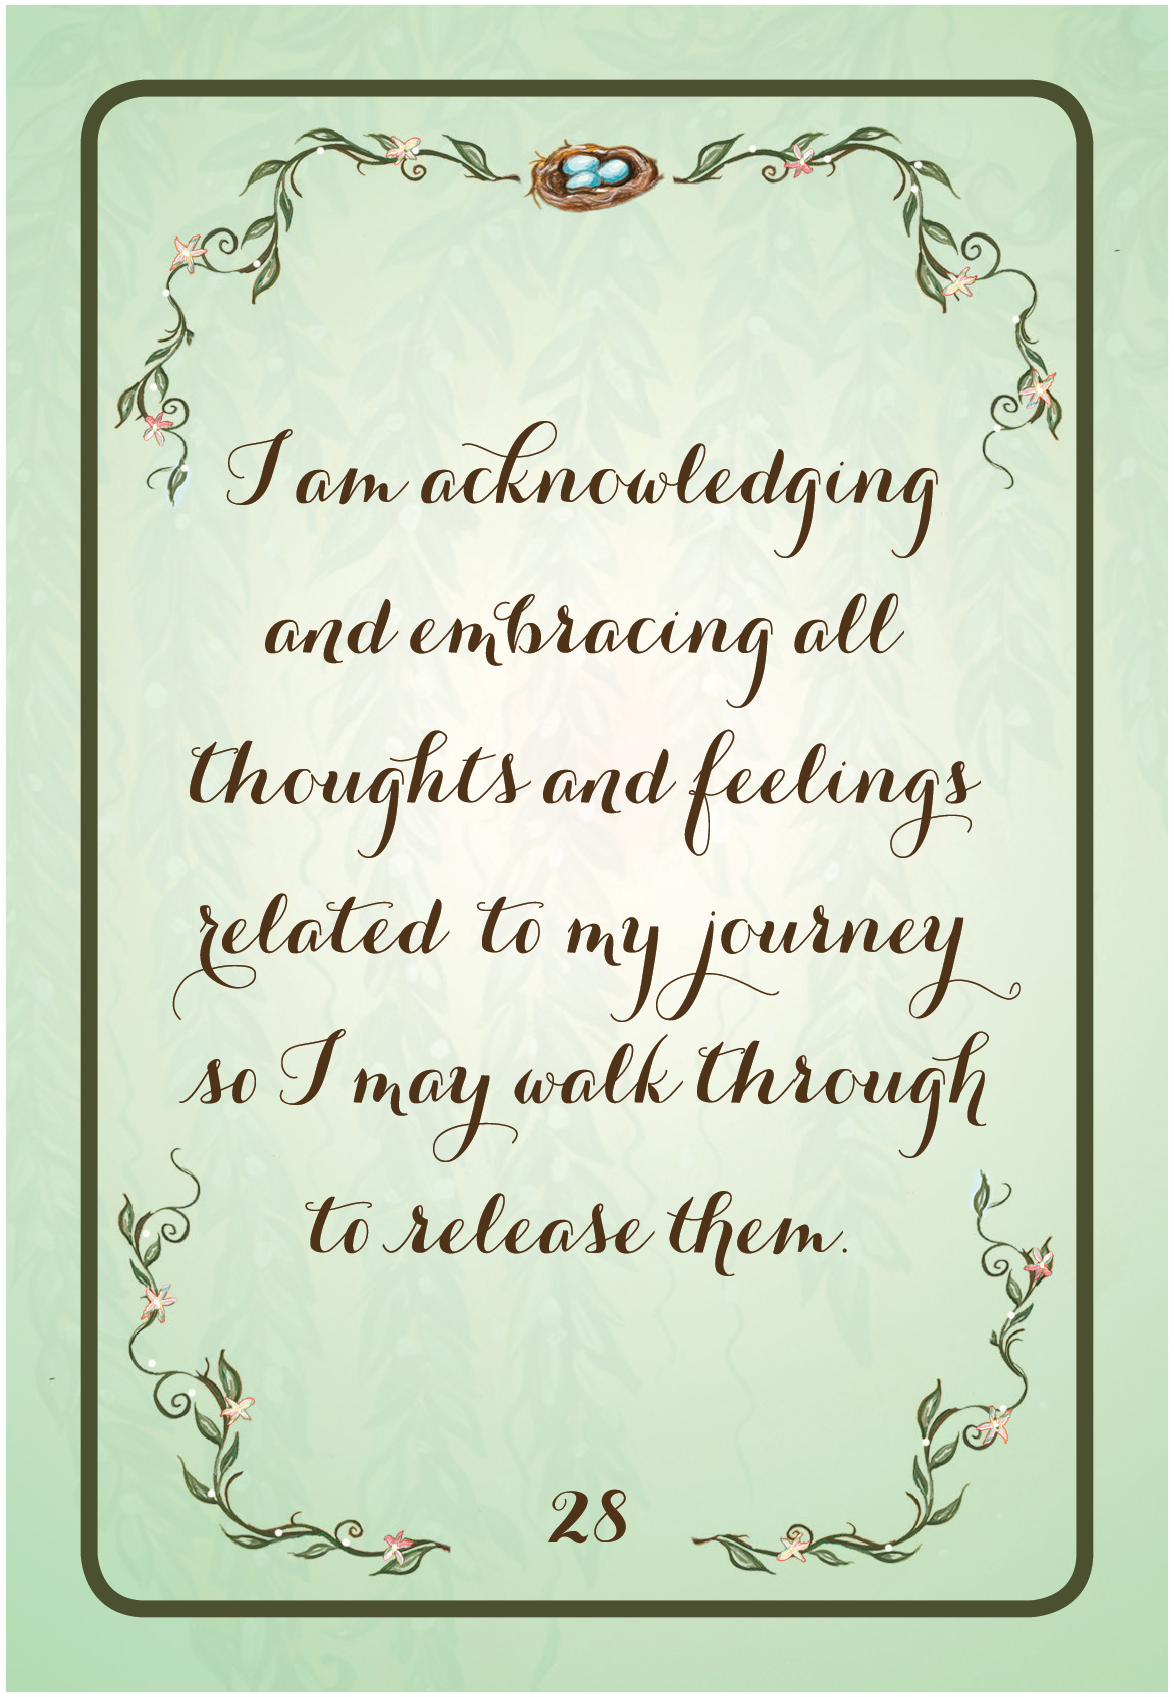 I am acknowledging
and embracing all
thoughts and feelings
related to my journey
so I may walk through
to release them.
28